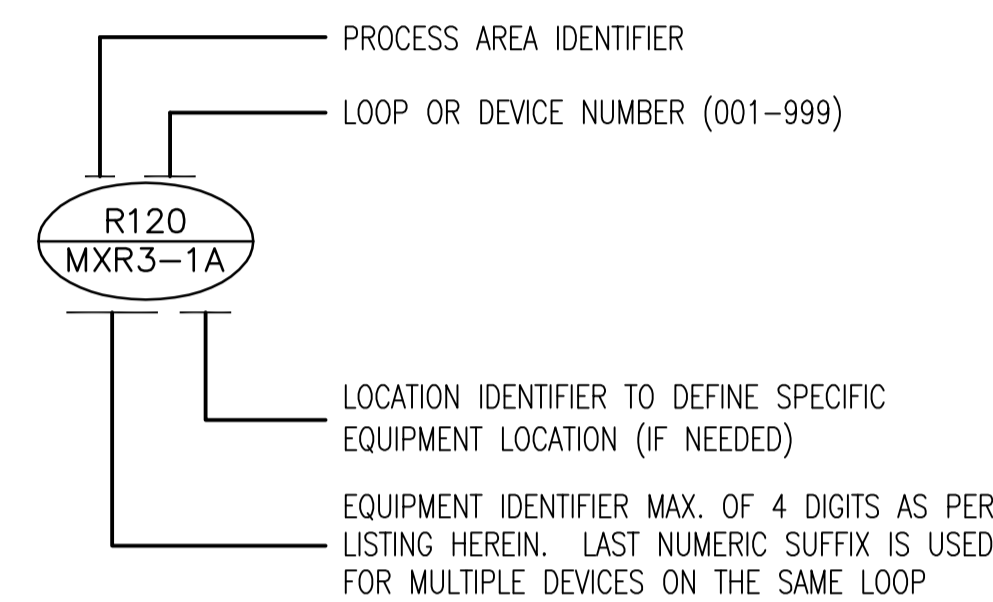 PROCESS AREA IDENTIFIER
LOOP OR DEVICE NUMBER (001-999)
R120
MXR3-1A
LOCATION IDENTIFIER TO DEFINE SPECIFIC
EQUIPMENT LOCATION (IF NEEDED)
EQUIPMENT IDENTIFIER MAX. OF 4 DIGITS AS PER
LISTING HEREIN. LAST NUMERIC SUFFIX IS USED
FOR MULTIPLE DEVICES ON THE SAME LOOP